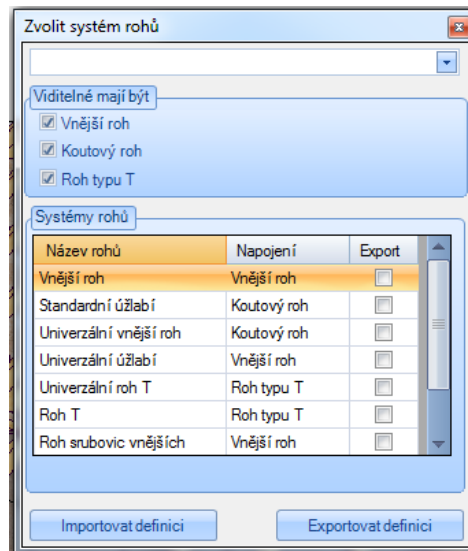 Zvolit systém rohů
Viditelné mají být
Vnější roh
Koutový roh
Roh typu T
Systémy rohů
Název rohů Napojení Export
Vnější roh Vnější roh
Standardní úžlabí Koutový roh
Univerzální vnější roh Koutový roh
Univerzální úžlabí Vnější roh
Univerzální roh T Roh typu T
Roh T Roh typu T
Roh srubovic vnějších Vnější roh
Importovat definici Exportovat definici